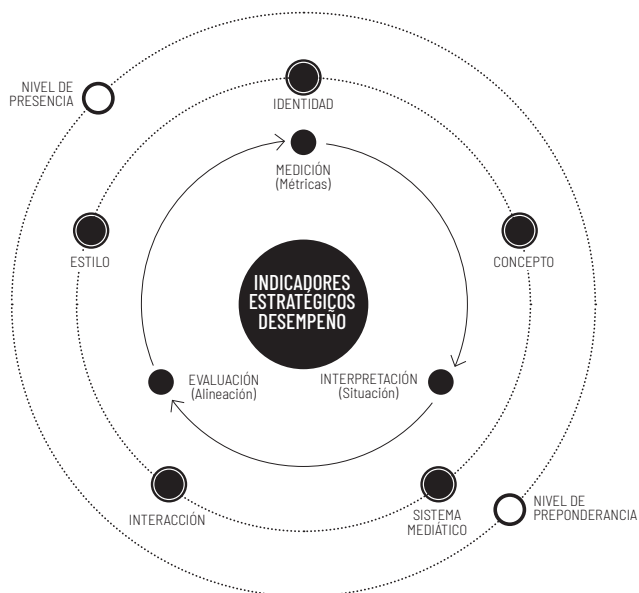 NIVEL DE
PRESENCIA
IDENTIDAD
MEDICIÓN
(Métricas)
ESTILO
CONCEPTO
INDICADORES
ESTRATÉGICOS
DESEMPEÑO
EVALUACIÓN
(Alineación)
INTERPRETACIÓN
(Situación)
INTERACCIÓN
SISTEMA
MEDIÁTICO
NIVEL DE
PREPONDERANCIA